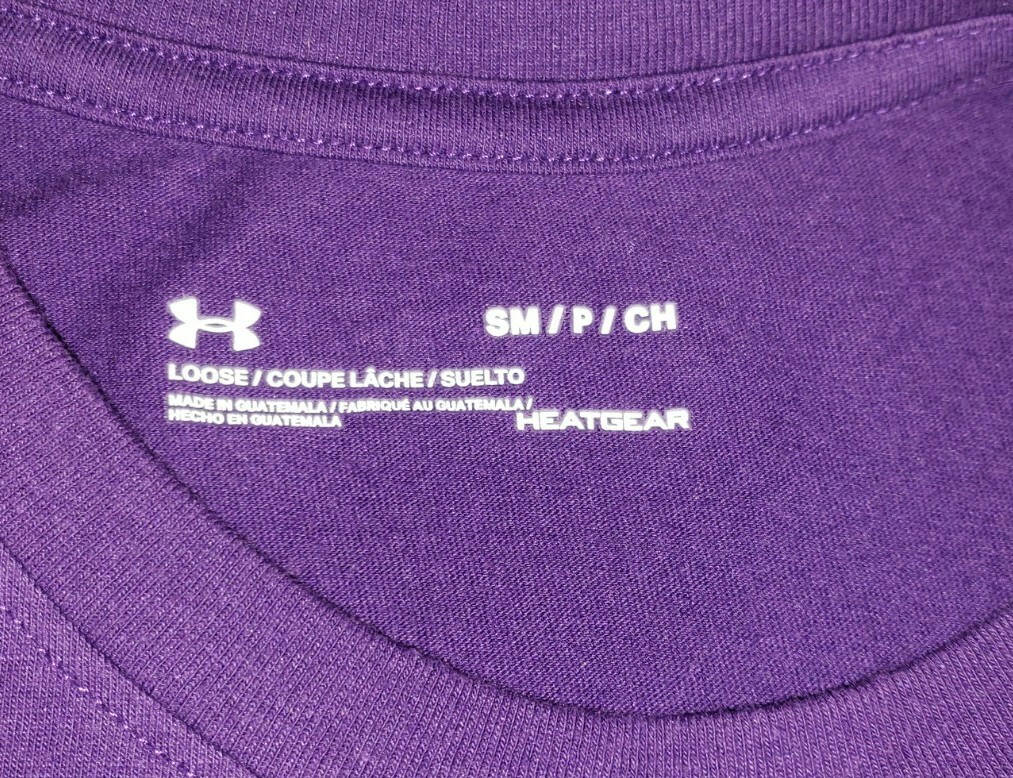 SM / P / CH
LOOSE / COUPE LÂCHE / SUELTO
MADE IN GUATEMALA / FABRIQUÉ AU GUATEMALA /
HECHO EN GUATEMALA
HEATGEAR